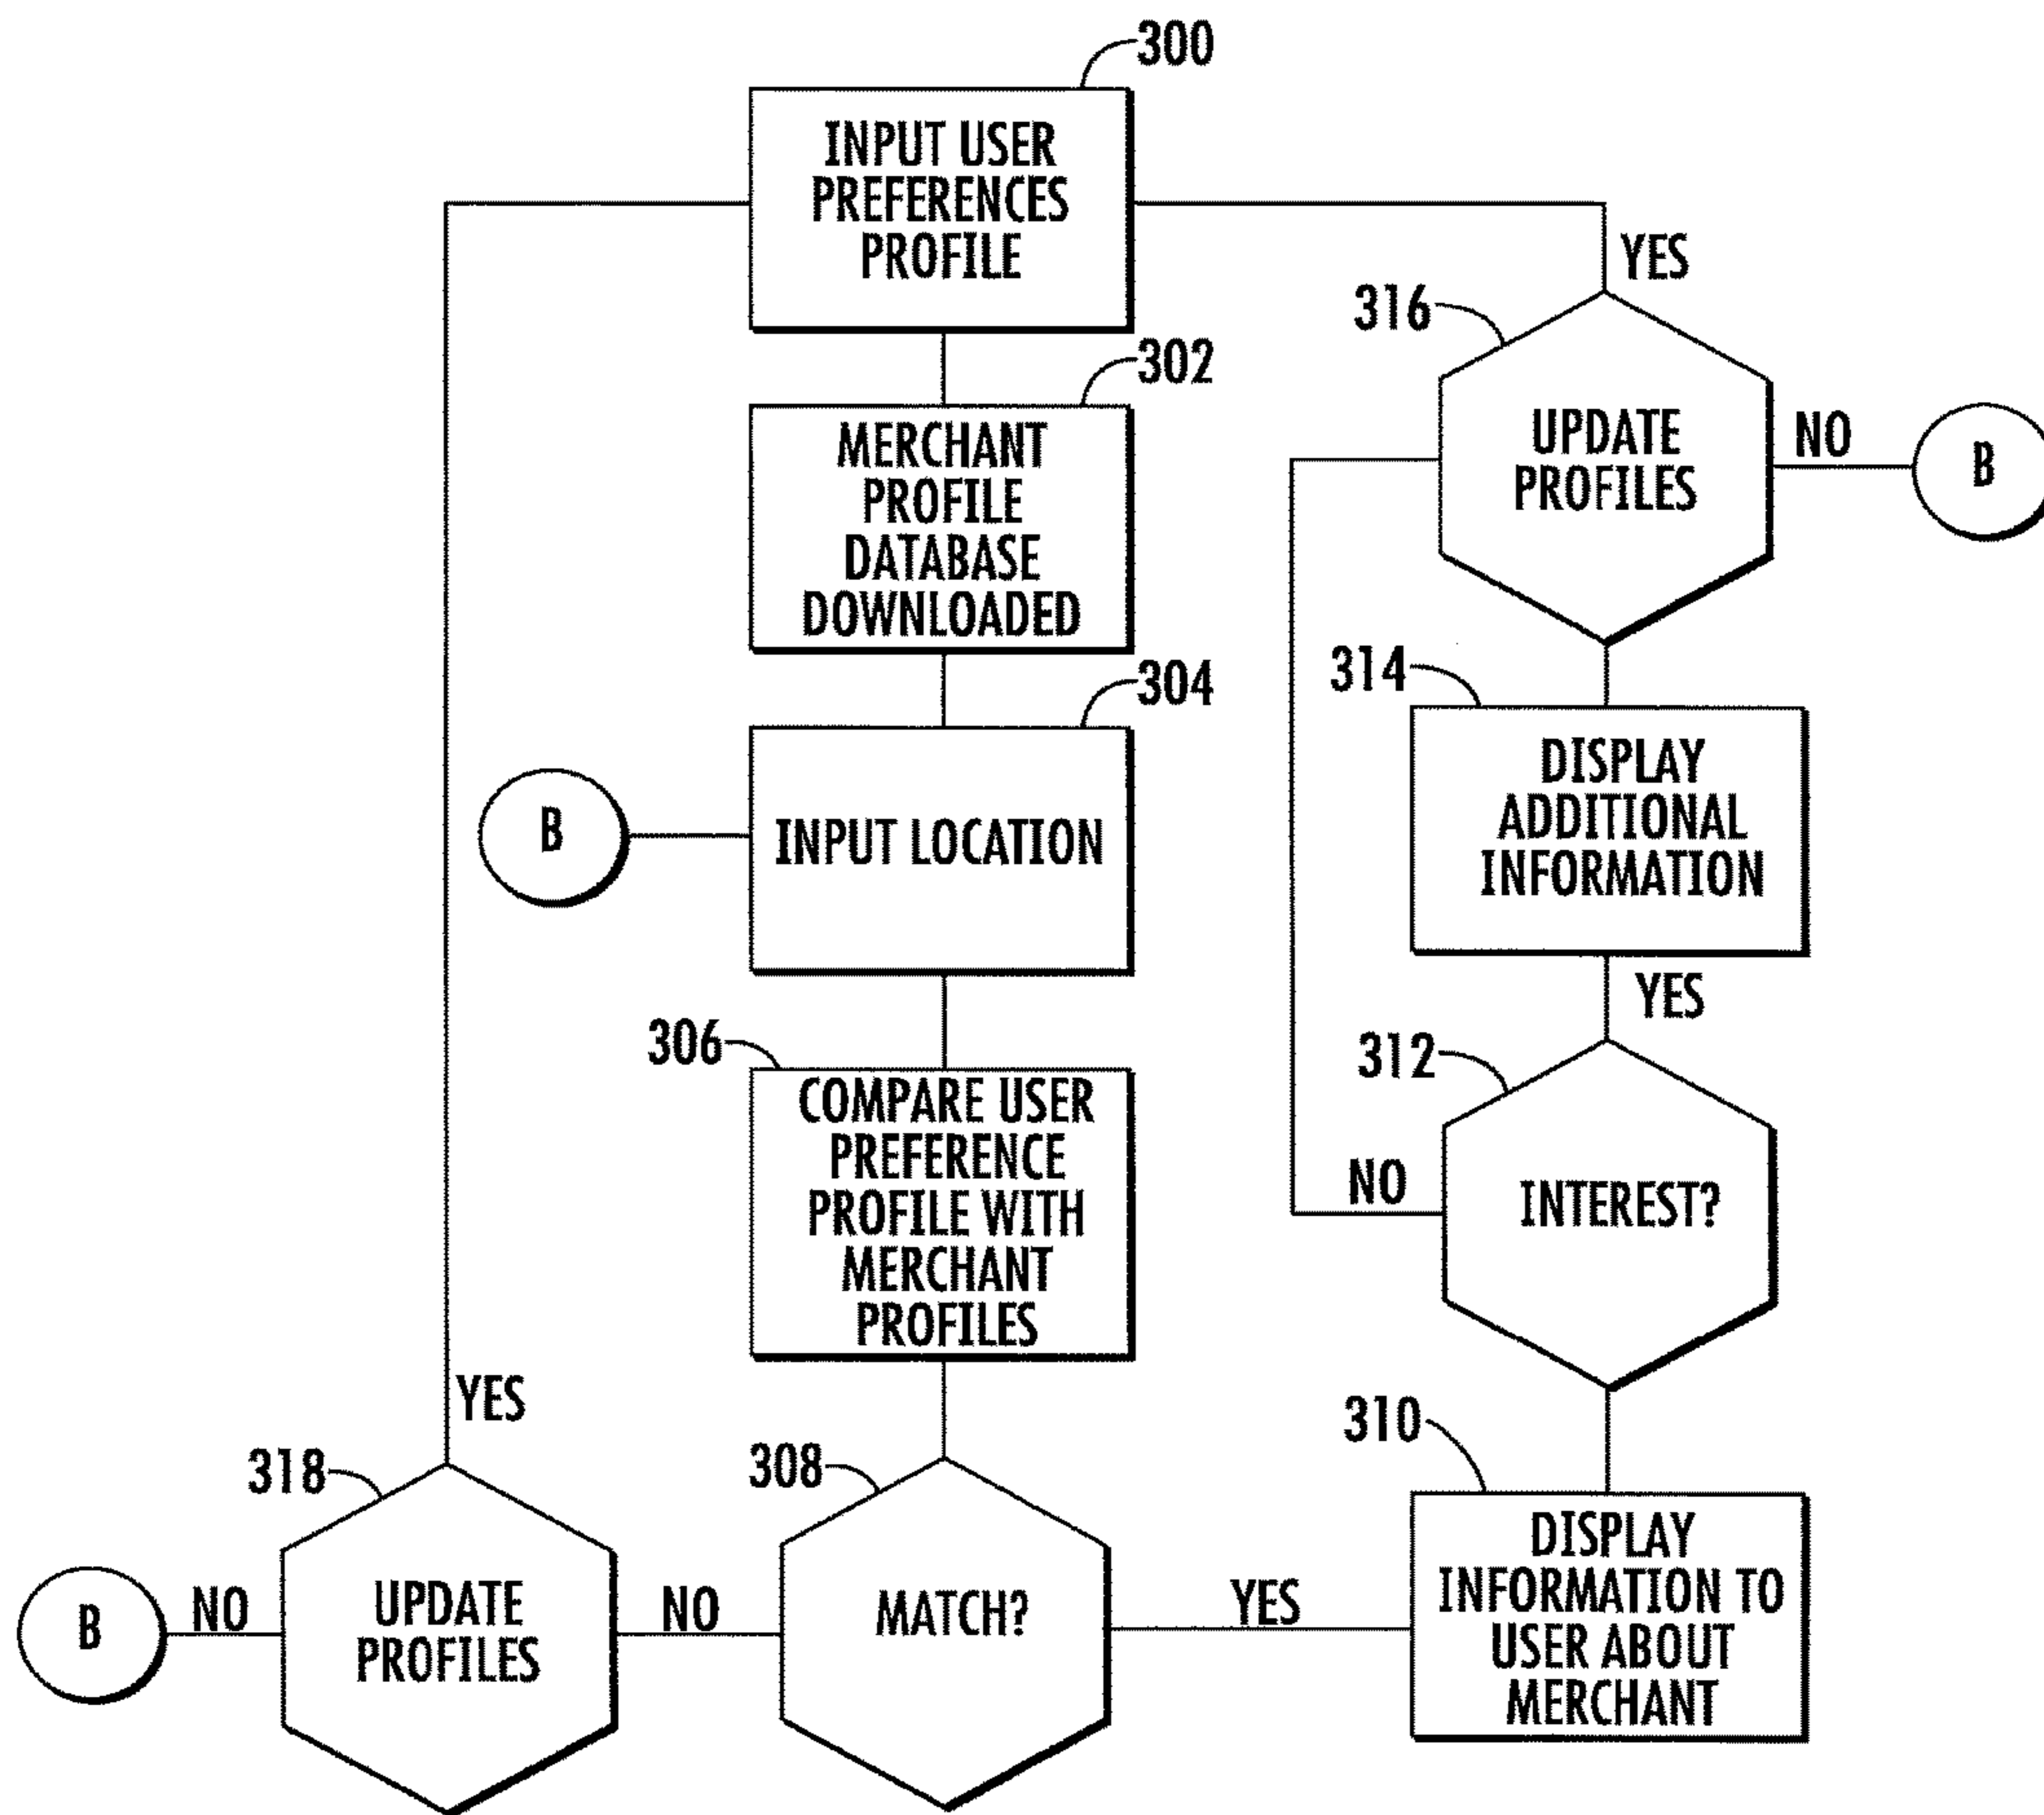 300
INPUT USER
PREFERENCES
PROFILE
302
MERCHANT
PROFILE
DATABASE
DOWNLOADED
304
B
INPUT LOCATION
306
COMPARE USER
PREFERENCE
PROFILE WITH
MERCHANT
PROFILES
308
MATCH?
NO
YES
318
UPDATE
PROFILES
YES
NO
B
310
DISPLAY
INFORMATION TO
USER ABOUT
MERCHANT
312
INTEREST?
NO
YES
314
DISPLAY
ADDITIONAL
INFORMATION
316
UPDATE
PROFILES
YES
NO
B